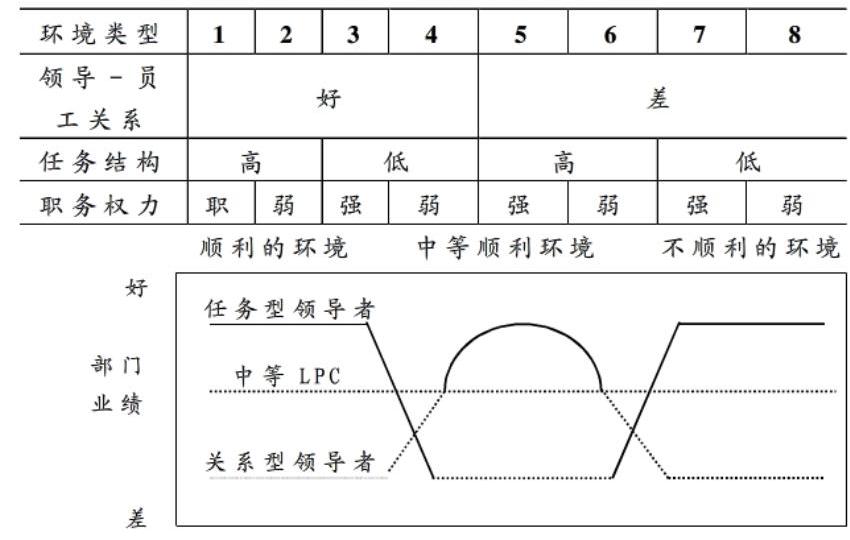 环境类型 1 2 3 4 5 6 7 8
领导-员
工关系 好 差
任务结构 高 低 高 低
职务权力 职 弱 强 弱 强 弱 强 弱
顺利的环境 中等顺利环境 不顺利的环境
好
任务型领导者
部门
中等 LPC
业绩
关系型领导者
差